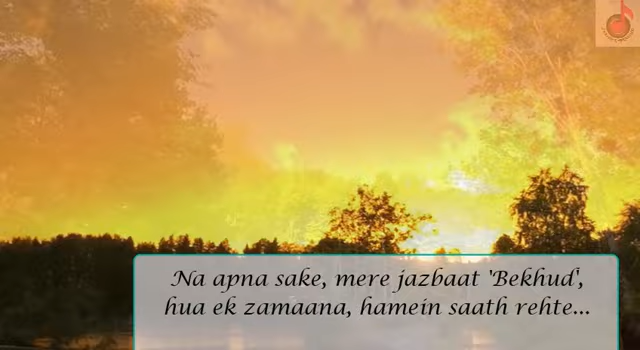 Na apna sake, mere jazbaat 'Bekhud',
hua ek zamaana, hamein saath rehte...